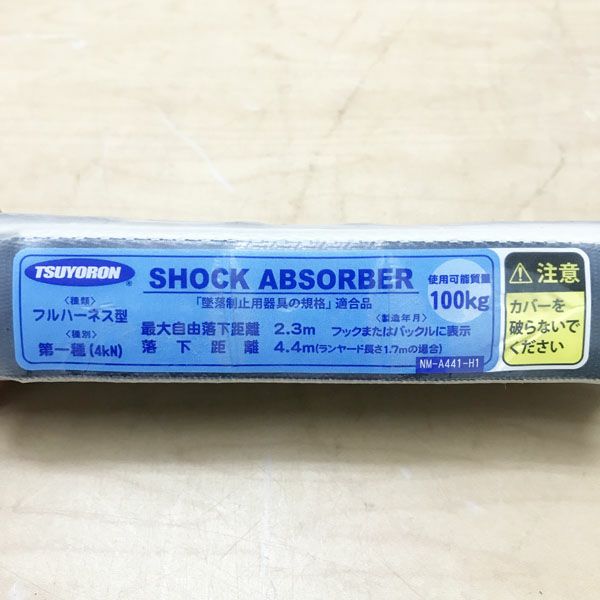 TSUYORON®
SHOCK ABSORBER
使用可能質量
100kg
「墜落制止用器具の規格」適合品
〈種類〉
フルハーネス型
〈種別〉
第一種(4kN)
〈製造年月〉
最大自由落下距離 2.3m フックまたはバックルに表示
落下距離 4.4m(ランヤード長さ1.7mの場合)
NM-A441-H1
注意
カバーを
破らないで
ください